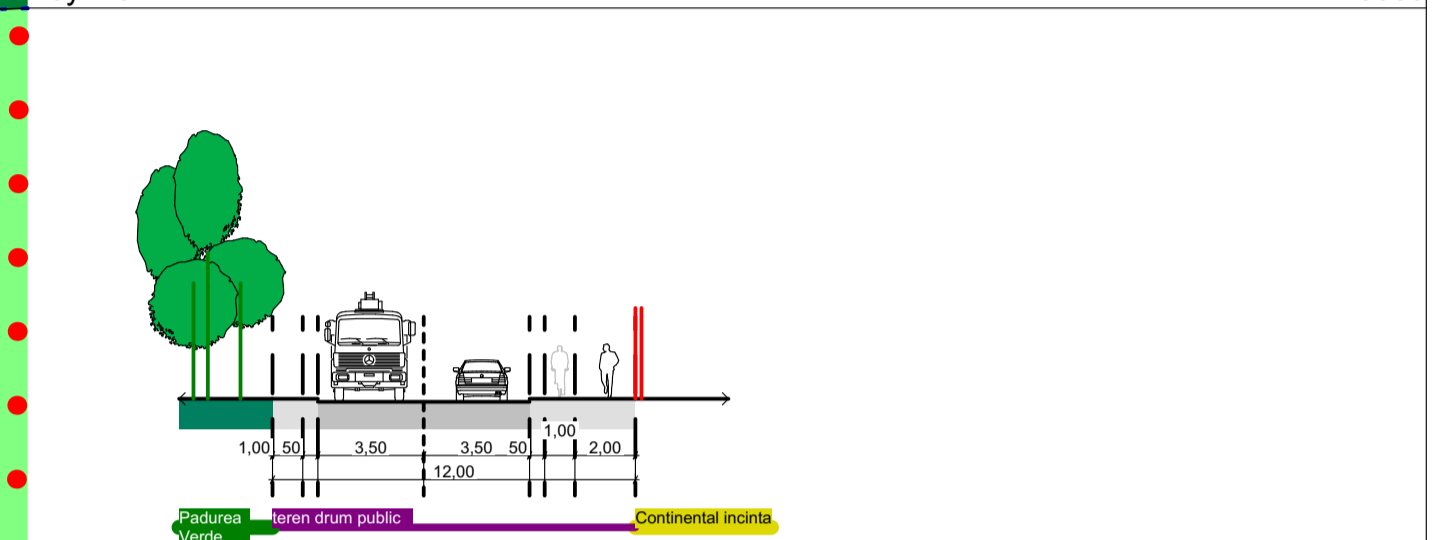 1,00 50 3,50 3,50 50 1,00 2,00
12,00
Padurea
Verde
teren drum public
Continental incinta